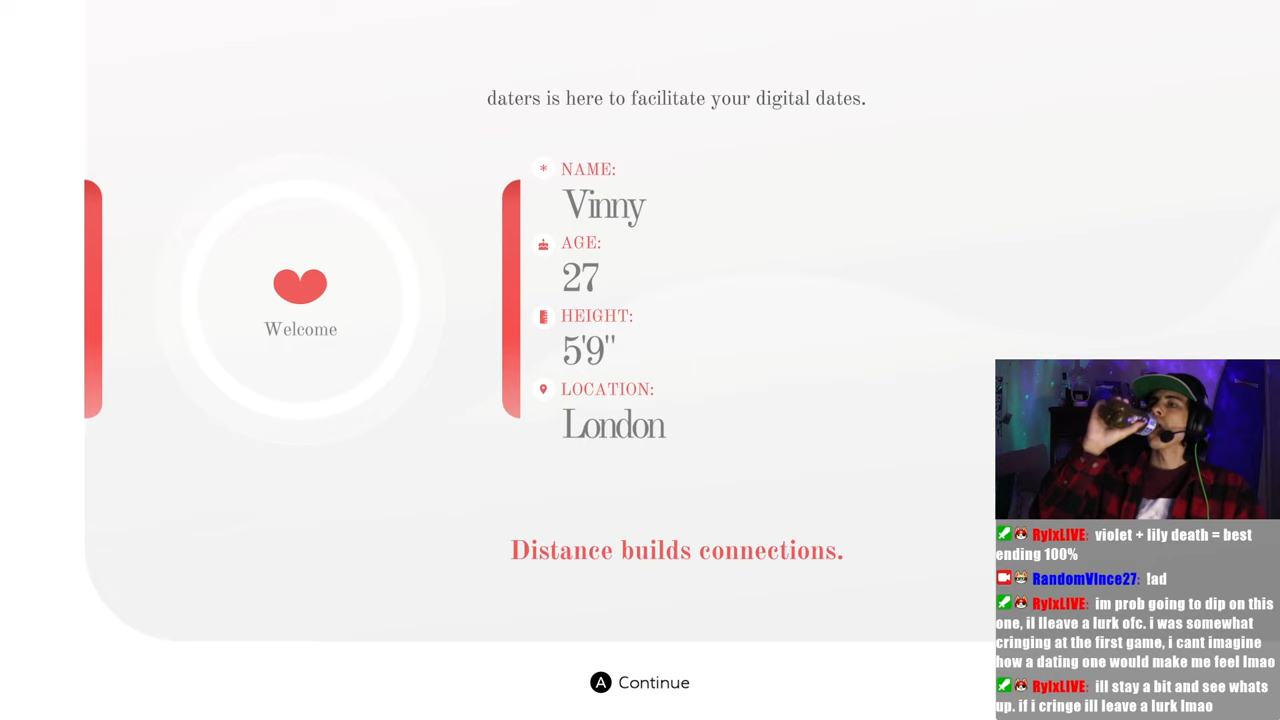 daters is here to facilitate your digital dates.
* NAME:
Vinny
AGE:
27
HEIGHT:
5'9"
LOCATION:
London
Welcome
Distance builds connections.
A Continue
RylxLIVE: violet + lily death = best
ending 100%
RandomVInce27: !ad
RylxLIVE: im prob going to dip on this
one, il lleave a lurk ofc. i was somewhat
cringing at the first game, i cant imagine
how a dating one would make me feel lmao
RylxLIVE: ill stay a bit and see whats
up. if i cringe ill leave a lurk lmao